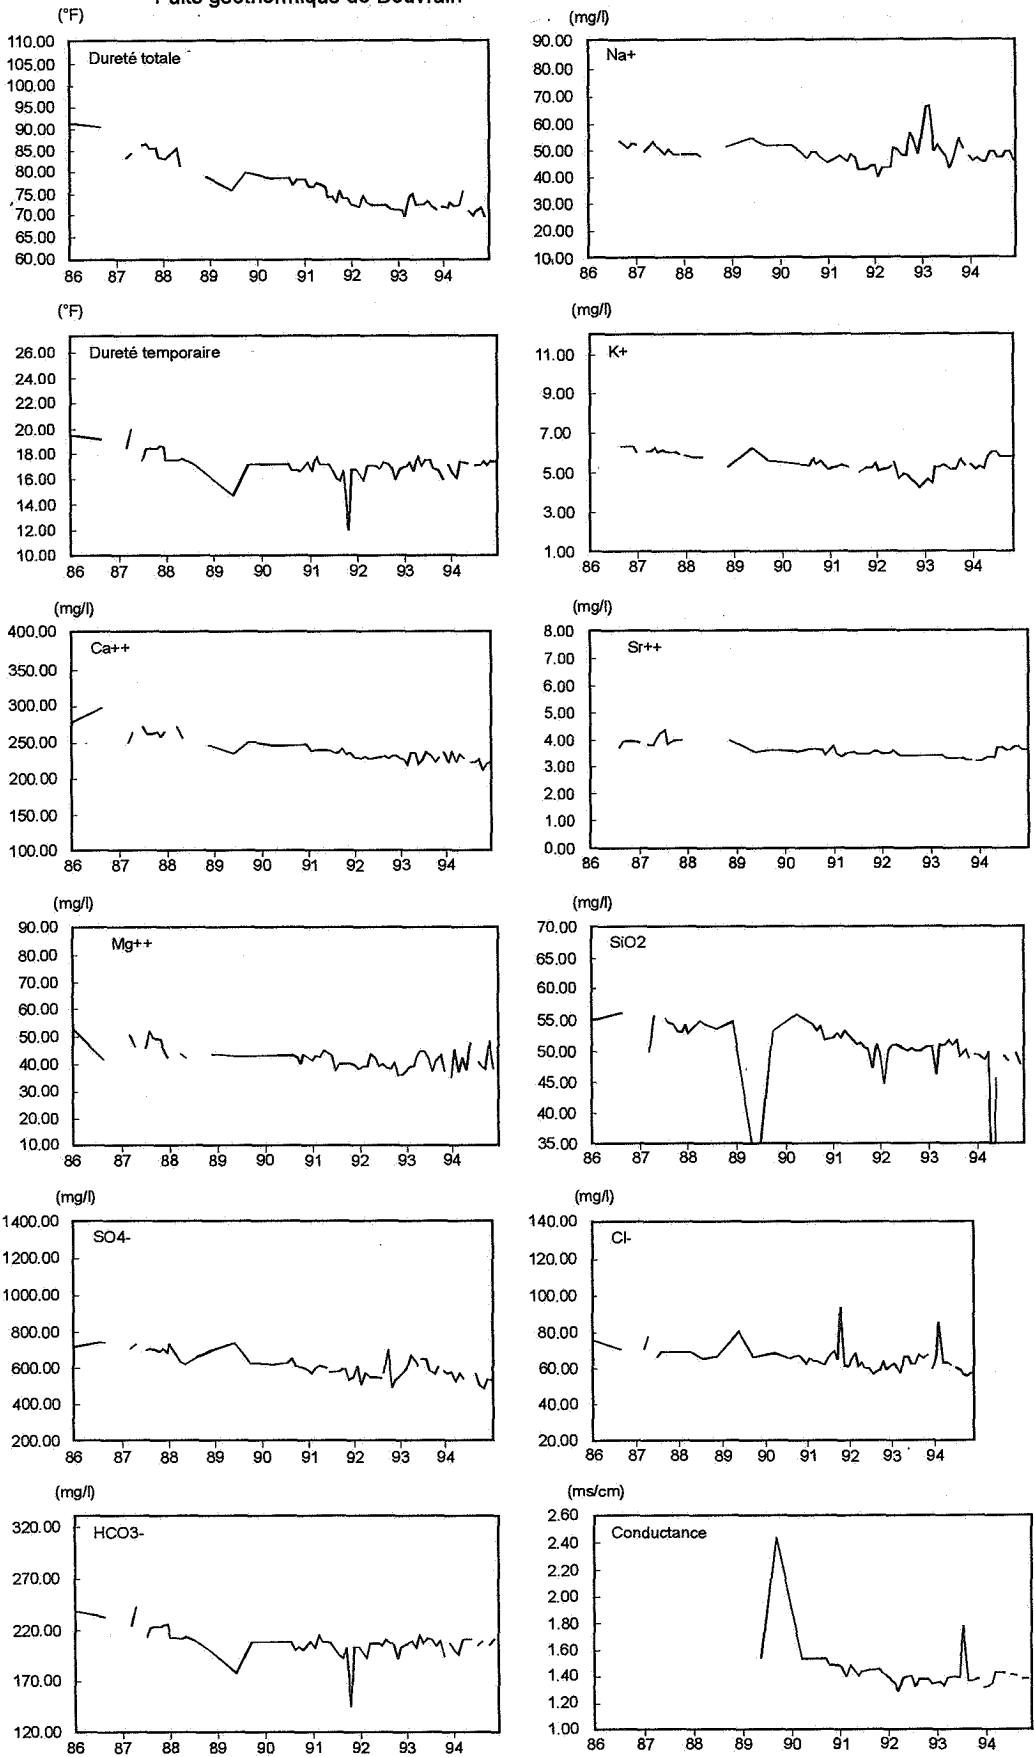 Puits géothermique de Douvrain
(°F)
Dureté totale
110.00
105.00
100.00
95.00
90.00
85.00
80.00
75.00
70.00
65.00
60.00
86 87 88 89 90 91 92 93 94
(mg/l)
Na+
90.00
80.00
70.00
60.00
50.00
40.00
30.00
20.00
10.00
86 87 88 89 90 91 92 93 94
(°F)
Dureté temporaire
26.00
24.00
22.00
20.00
18.00
16.00
14.00
12.00
10.00
86 87 88 89 90 91 92 93 94
(mg/l)
K+
11.00
9.00
7.00
5.00
3.00
1.00
86 87 88 89 90 91 92 93 94
(mg/l)
Ca++
400.00
350.00
300.00
250.00
200.00
150.00
100.00
86 87 88 89 90 91 92 93 94
(mg/l)
Sr++
8.00
7.00
6.00
5.00
4.00
3.00
2.00
1.00
0.00
86 87 88 89 90 91 92 93 94
(mg/l)
Mg++
90.00
80.00
70.00
60.00
50.00
40.00
30.00
20.00
10.00
86 87 88 89 90 91 92 93 94
(mg/l)
SiO2
70.00
65.00
60.00
55.00
50.00
45.00
40.00
35.00
86 87 88 89 90 91 92 93 94
(mg/l)
SO4-
1400.00
1200.00
1000.00
800.00
600.00
400.00
200.00
86 87 88 89 90 91 92 93 94
(mg/l)
Cl-
140.00
120.00
100.00
80.00
60.00
40.00
20.00
86 87 88 89 90 91 92 93 94
(mg/l)
HCO3-
320.00
270.00
220.00
170.00
120.00
86 87 88 89 90 91 92 93 94
(ms/cm)
Conductance
2.60
2.40
2.20
2.00
1.80
1.60
1.40
1.20
1.00
86 87 88 89 90 91 92 93 94